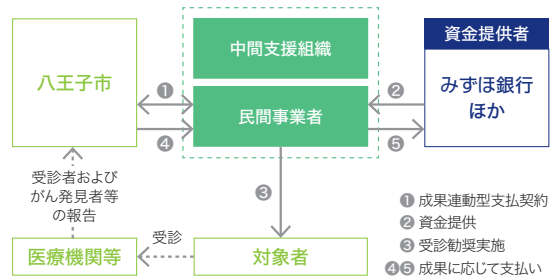 中間支援組織
資金提供者
八王子市
民間事業者
みずほ銀行
ほか
❶
❷
❹
❺
受診者および
がん発見者等
の報告
❸
受診
医療機関等
対象者
❶ 成果連動型支払契約
❷ 資金提供
❸ 受診勧奨実施
❹❺ 成果に応じて支払い